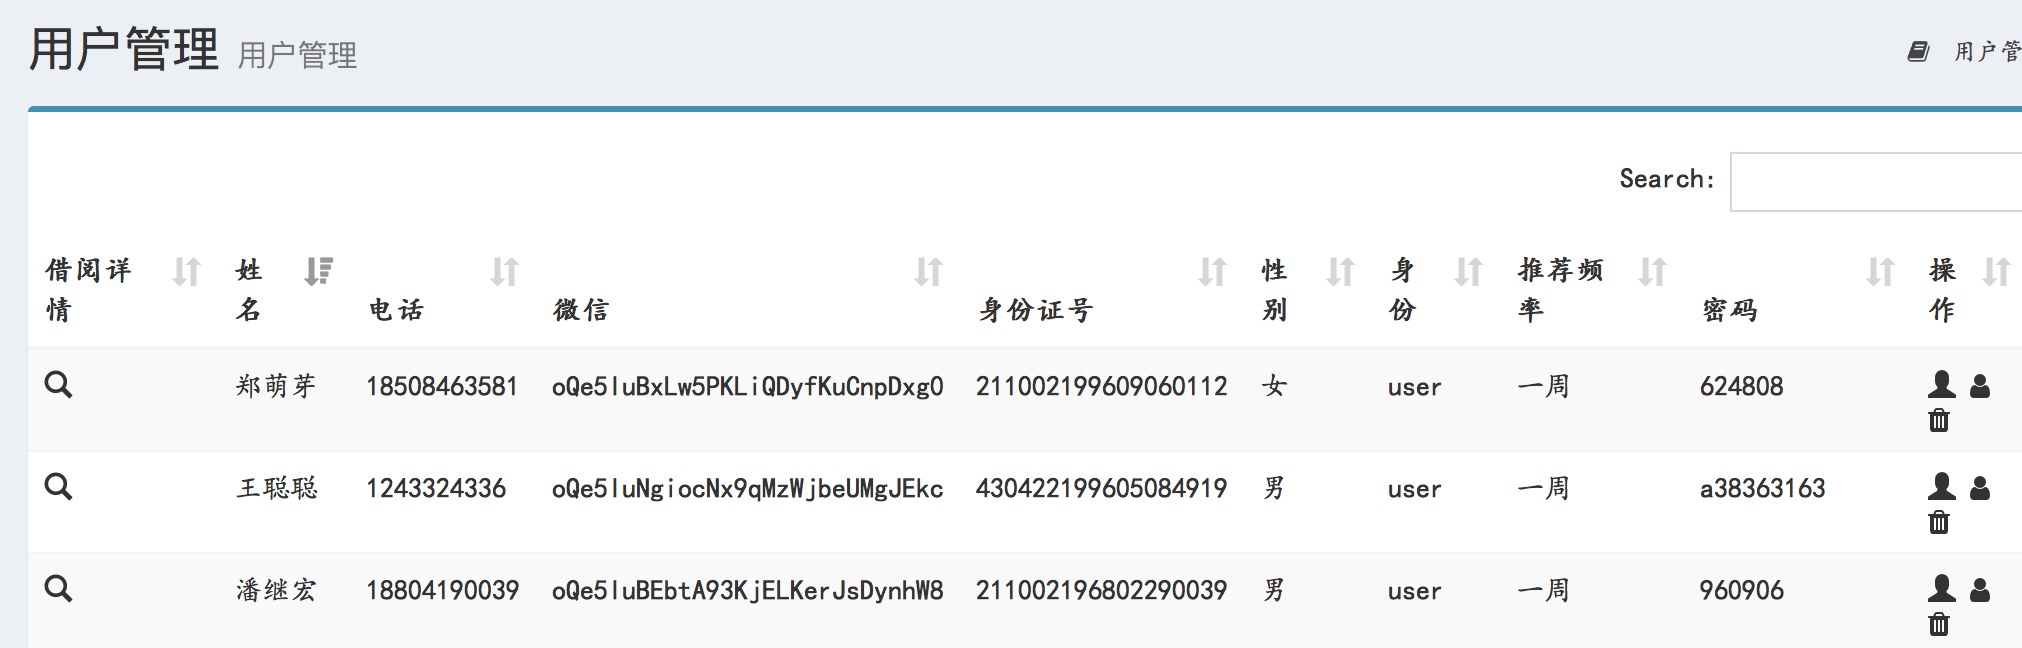 用户管理 用户管理
用户管
Search:
借阅详情 姓名 电话 微信 身份证号 性别 身份 推荐频率 密码 操作
郑萌芽 18508463581 oQe5luBxLw5PKLiQDyfKuCnpDxg0 211002199609060112 女 user 一周 624808
王聪聪 1243324336 oQe5luNgiocNx9qMzWjbeUMgJEkc 430422199605084919 男 user 一周 a38363163
潘继宏 18804190039 oQe5luBEbtA93KjELKerJsDynhW8 211002196802290039 男 user 一周 960906